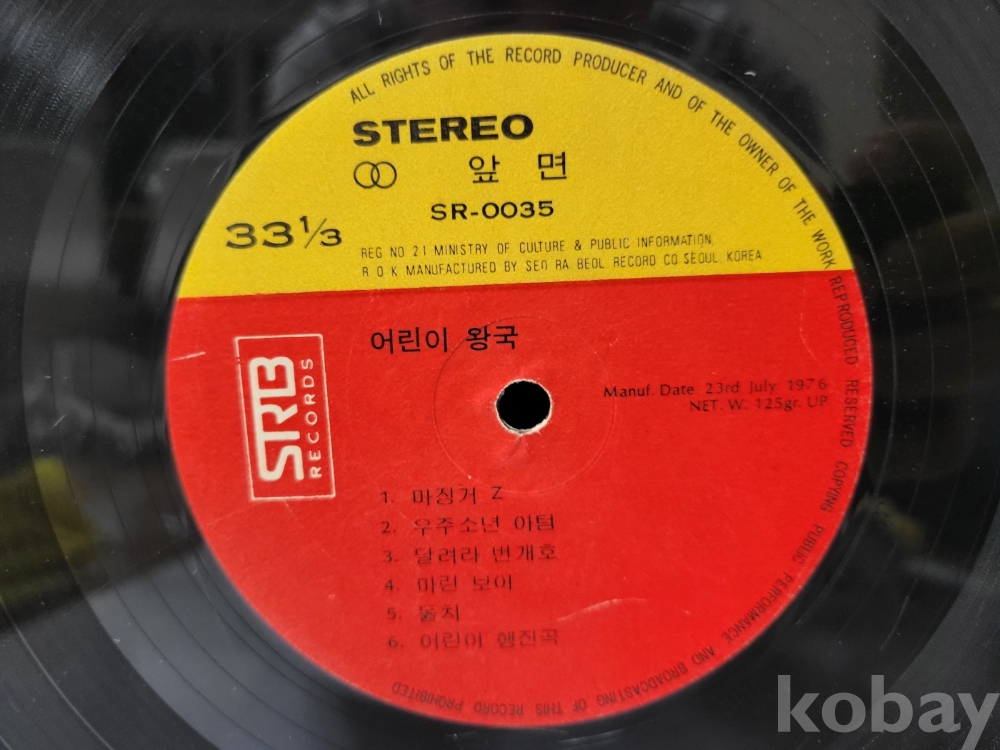 ALL RIGHTS OF THE RECORD PRODUCER AND OF THE OWNER OF THE WORK REPRODUCED RESERVED COPYING PUBLIC PERFORMANCE AND BROADCASTING OF THIS RECORD PROHIBITED
STEREO
앞 면
SR-0035
33⅓
REG NO 21 MINISTRY OF CULTURE & PUBLIC INFORMATION
R O K MANUFACTURED BY SEO RA BEOL RECORD CO SEOUL KOREA
어린이 왕국
SRB
RECORDS
Manuf. Date 23rd July 1976
NET. W. 125gr. UP
1. 마징거 Z
2. 우주소년 아텀
3. 달려라 번개호
4. 마린 보이
5. 뭉치
6. 어린이 행진곡
kobay